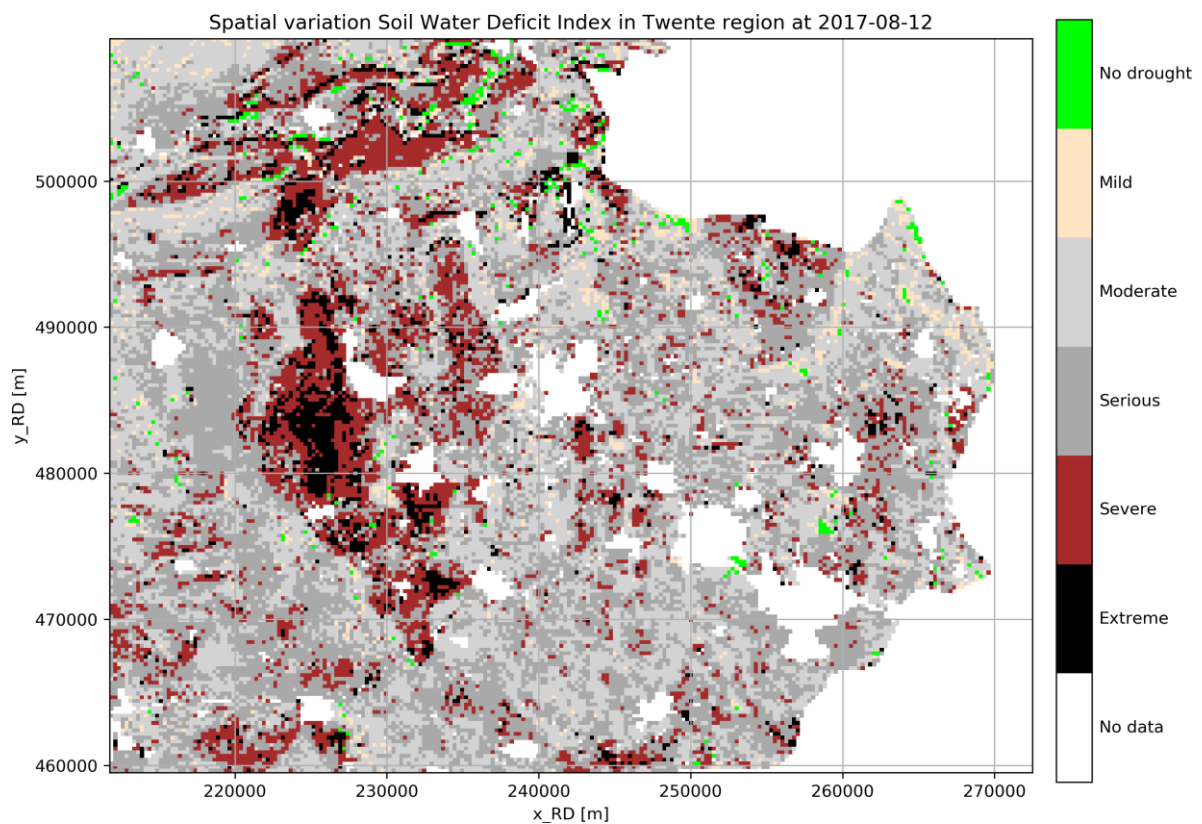 Spatial variation Soil Water Deficit Index in Twente region at 2017-08-12
No drought
Mild
Moderate
Serious
Severe
Extreme
No data
y_RD [m]
500000
490000
480000
470000
460000
220000 230000 240000 250000 260000 270000
x_RD [m]